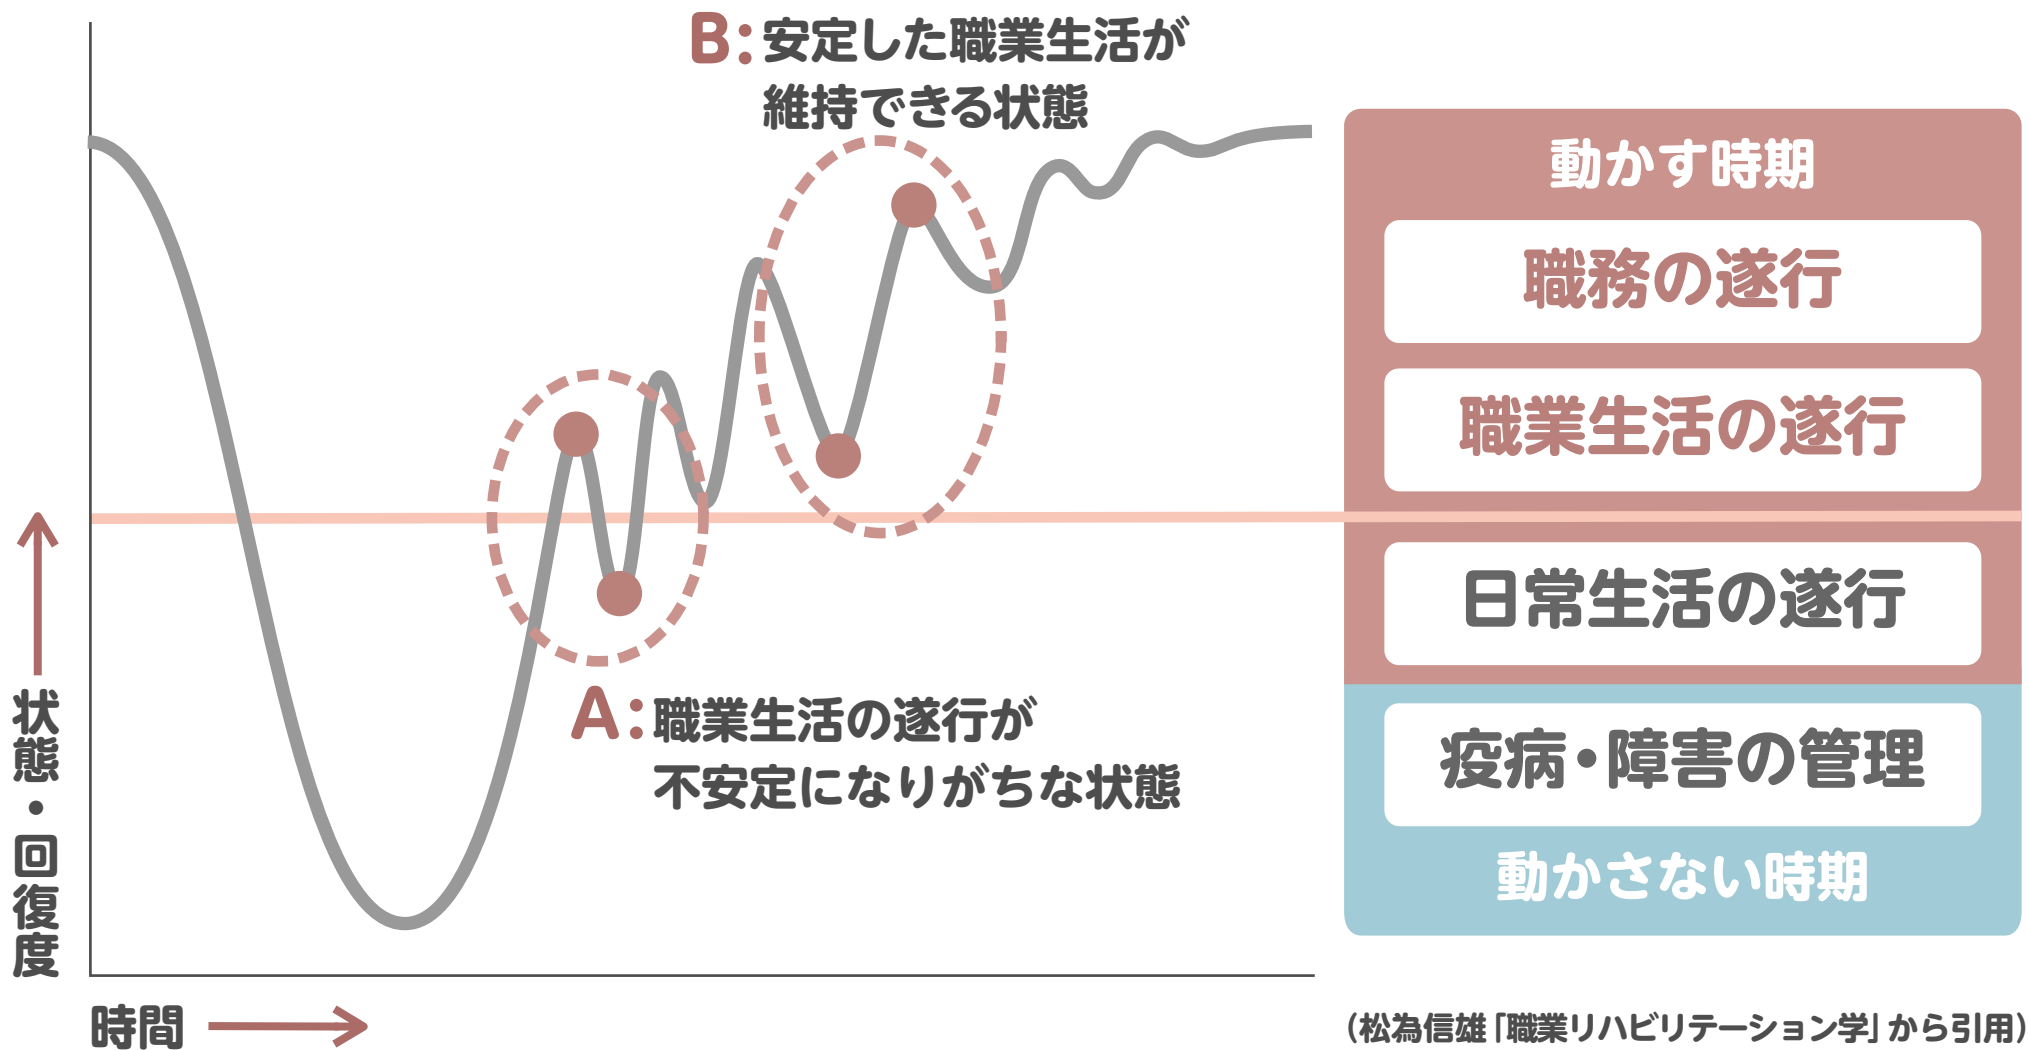 B:安定した職業生活が
維持できる状態
動かす時期
職務の遂行
職業生活の遂行
日常生活の遂行
疫病・障害の管理
動かさない時期
A:職業生活の遂行が
不安定になりがちな状態
状態・回復度
時間
(松為信雄「職業リハビリテーション学」から引用)